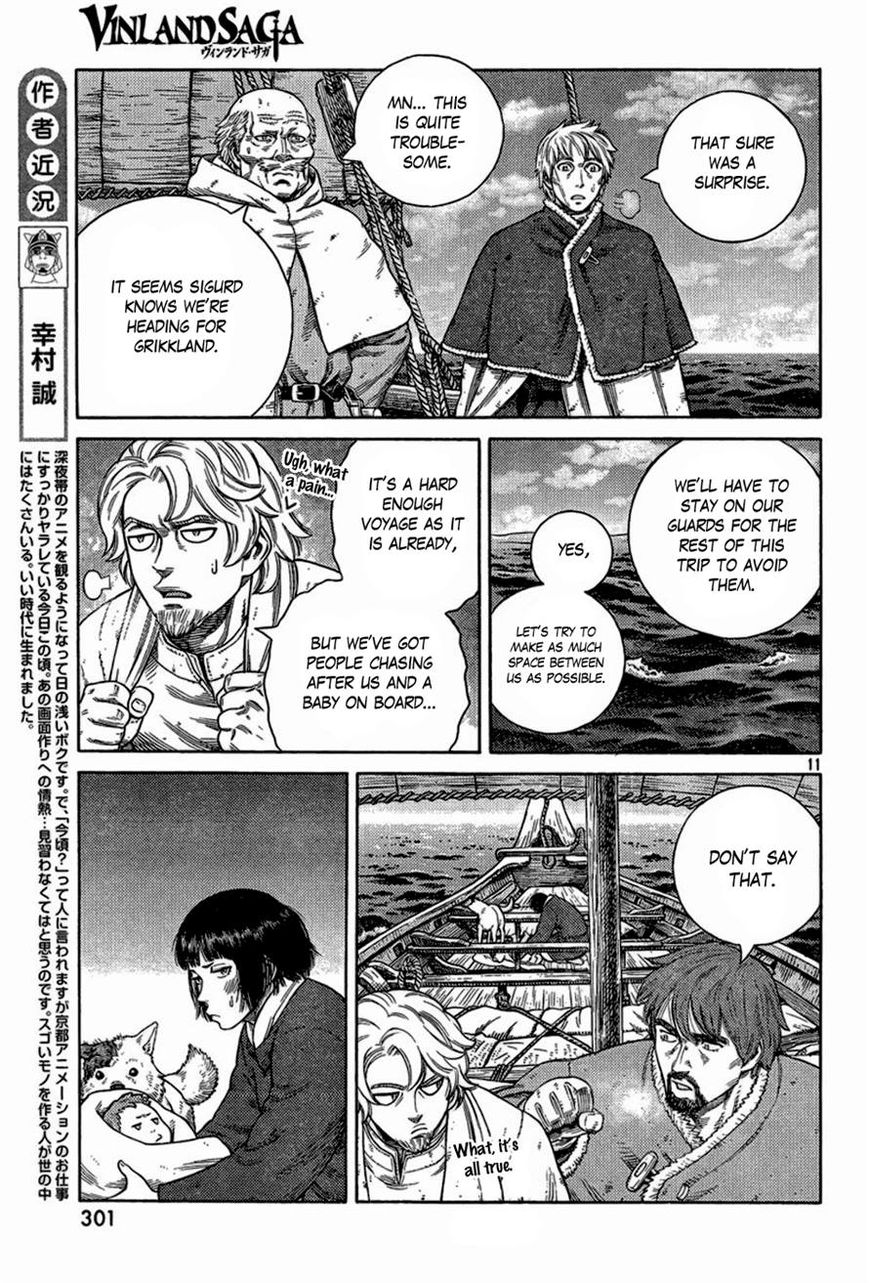 VINLAND SAGA
ヴィンランド・サガ
作者近況
幸村誠
深夜帯のアニメを観るようになって日の浅いボクです。で、「今頃?」って人に言われますが京都アニメーションのお仕事
にすっかりヤラレている今日この頃。あの画面作りへの情熱…見習わなくてはと思うのです。スゴいモノを作る人が世の中
にはたくさんいる。いい時代に生まれました。
THAT SURE
WAS A
SURPRISE.
MN... THIS
IS QUITE
TROUBLE-
SOME.
IT SEEMS SIGURD
KNOWS WE'RE
HEADING FOR
GRIKKLAND.
WE'LL HAVE TO
STAY ON OUR
GUARDS FOR THE
REST OF THIS
TRIP TO AVOID
THEM.
YES,
LET'S TRY TO
MAKE AS MUCH
SPACE BETWEEN
US AS POSSIBLE.
IT'S A HARD
ENOUGH
VOYAGE AS IT
IS ALREADY,
Ugh, what
a pain...
BUT WE'VE GOT
PEOPLE CHASING
AFTER US AND A
BABY ON BOARD...
11
DON'T SAY
THAT.
What, it's
all true.
301